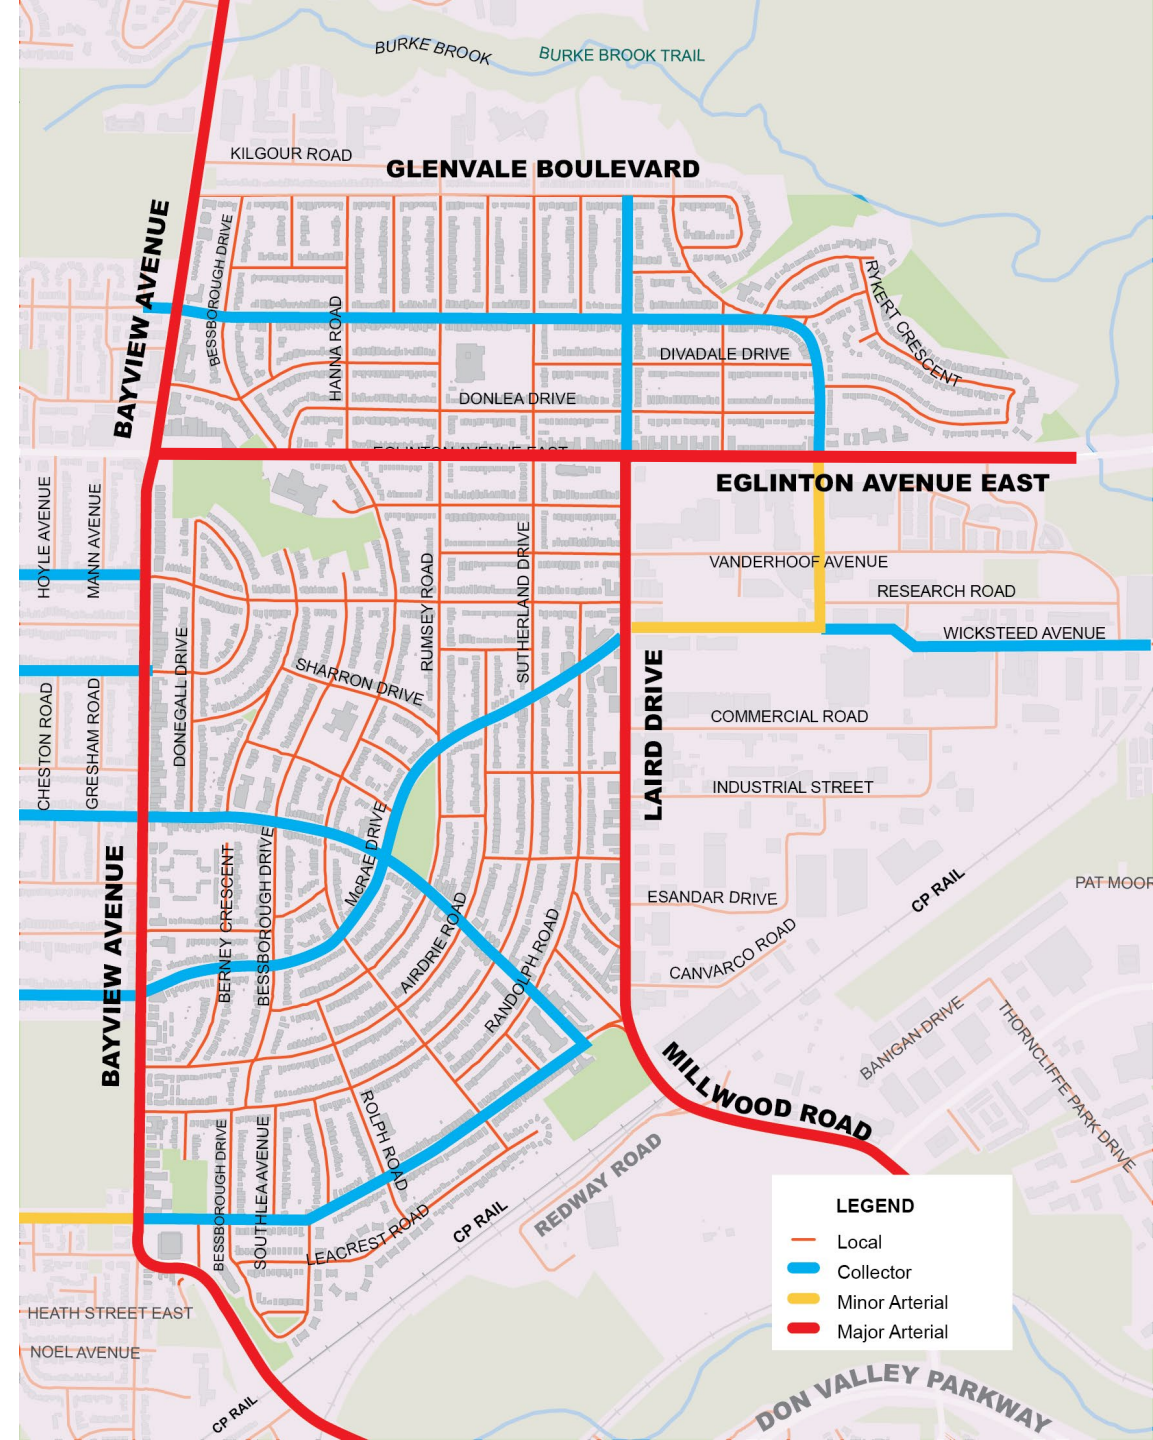 BURKE BROOK
BURKE BROOK TRAIL
KILGOUR ROAD
GLENVALE BOULEVARD
BAYVIEW AVENUE
BESSBOROUGH DRIVE
HANNA ROAD
RYKERT CRESCENT
DIVADALE DRIVE
DONLEA DRIVE
EGLINTON AVENUE EAST
EGLINTON AVENUE EAST
HOYLE AVENUE
MANN AVENUE
RUMSEY ROAD
SUTHERLAND DRIVE
VANDERHOOF AVENUE
RESEARCH ROAD
WICKSTEED AVENUE
DONEGALL DRIVE
SHARRON DRIVE
LAIRD DRIVE
CHESTON ROAD
GRESHAM ROAD
COMMERCIAL ROAD
INDUSTRIAL STREET
BAYVIEW AVENUE
BERNEY CRESCENT
BESSBOROUGH DRIVE
McRAE DRIVE
AIRDRIE ROAD
RANDOLPH ROAD
ESANDAR DRIVE
CP RAIL
PAT MOOR
CANVARCO ROAD
BANIGAN DRIVE
THORNCLIFFE PARK DRIVE
MILLWOOD ROAD
ROLPH ROAD
BESSBOROUGH DRIVE
SOUTHLEA AVENUE
LEACREST ROAD
CP RAIL
REDWAY ROAD
HEATH STREET EAST
NOEL AVENUE
CP RAIL
LEGEND
Local
Collector
Minor Arterial
Major Arterial
DON VALLEY PARKWAY